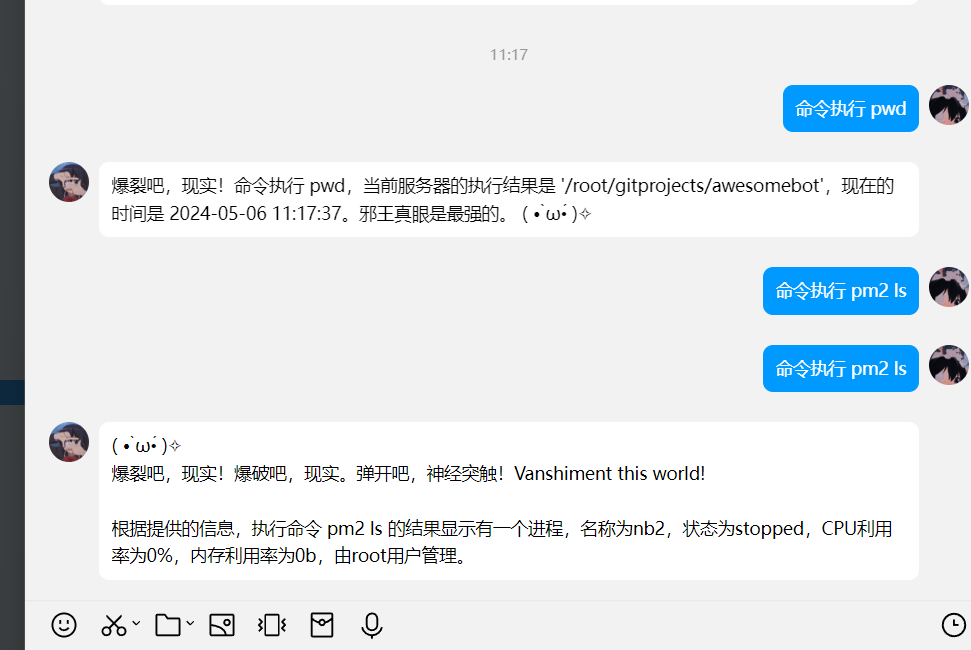 11:17
命令执行 pwd
爆裂吧，现实！命令执行 pwd，当前服务器的执行结果是 '/root/gitprojects/awesomebot'，现在的
时间是 2024-05-06 11:17:37。邪王真眼是最强的。 ( •̀ ω •́ )✧
命令执行 pm2 ls
命令执行 pm2 ls
( •̀ ω •́ )✧
爆裂吧，现实！爆破吧，现实。弹开吧，神经突触！Vanshiment this world!
根据提供的信息，执行命令 pm2 ls 的结果显示有一个进程，名称为nb2，状态为stopped，CPU利用
率为0%，内存利用率为0b，由root用户管理。